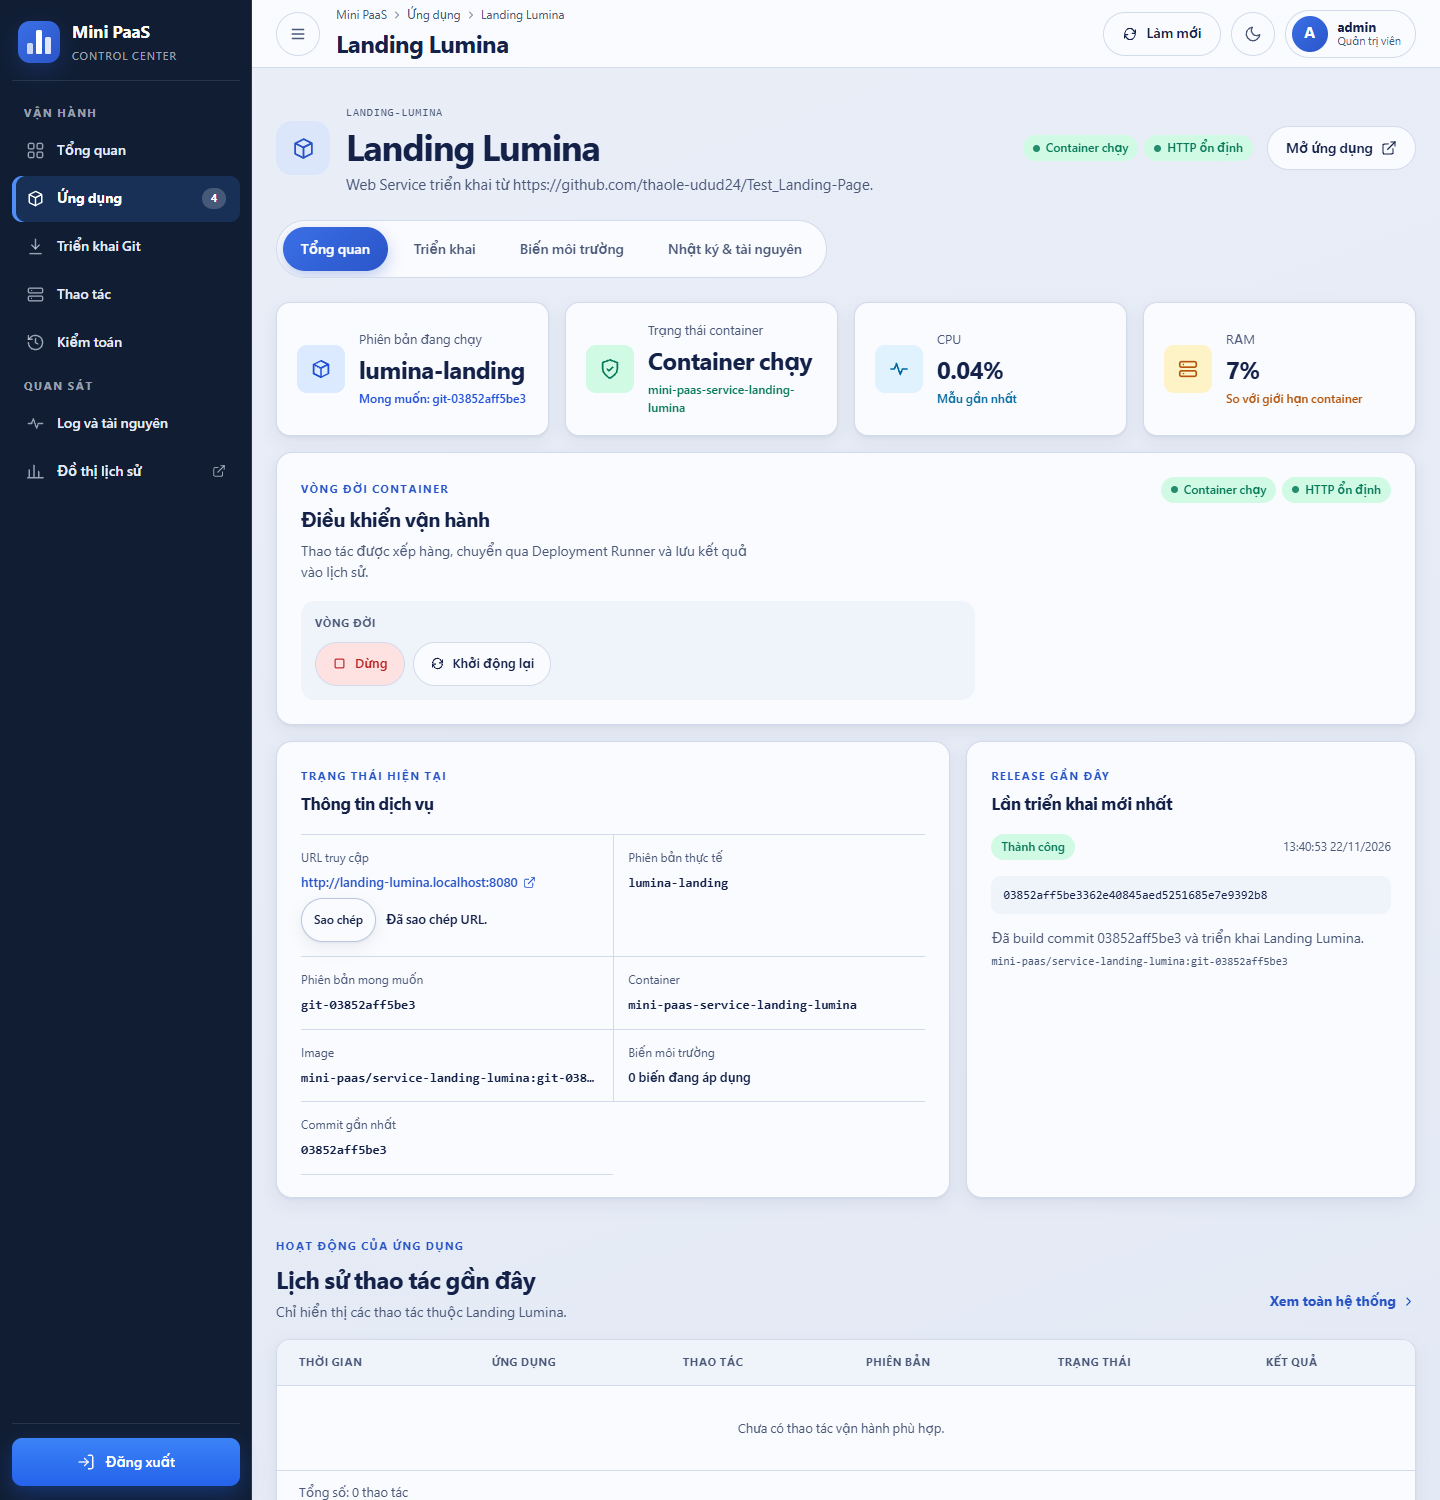 Mini PaaS
CONTROL CENTER
VẬN HÀNH
Tổng quan
Ứng dụng
4
Triển khai Git
Thao tác
Kiểm toán
QUAN SÁT
Log và tài nguyên
Đồ thị lịch sử
Đăng xuất
Mini PaaS > Ứng dụng > Landing Lumina
Landing Lumina
Làm mới
A
admin
Quản trị viên
LANDING-LUMINA
Landing Lumina
Web Service triển khai từ https://github.com/thaole-udud24/Test_Landing-Page.
Container chạy
HTTP ổn định
Mở ứng dụng
Tổng quan
Triển khai
Biến môi trường
Nhật ký & tài nguyên
Phiên bản đang chạy
lumina-landing
Mong muốn: git-03852aff5be3
Trạng thái container
Container chạy
mini-paas-service-landing-
lumina
CPU
0.04%
Mẫu gần nhất
RAM
7%
So với giới hạn container
VÒNG ĐỜI CONTAINER
Container chạy
HTTP ổn định
Điều khiển vận hành
Thao tác được xếp hàng, chuyển qua Deployment Runner và lưu kết quả
vào lịch sử.
VÒNG ĐỜI
Dừng
Khởi động lại
TRẠNG THÁI HIỆN TẠI
Thông tin dịch vụ
URL truy cập
http://landing-lumina.localhost:8080
Sao chép
Đã sao chép URL.
Phiên bản thực tế
lumina-landing
Phiên bản mong muốn
git-03852aff5be3
Container
mini-paas-service-landing-lumina
Image
mini-paas/service-landing-lumina:git-038…
Biến môi trường
0 biến đang áp dụng
Commit gần nhất
03852aff5be3
RELEASE GẦN ĐÂY
Lần triển khai mới nhất
Thành công
13:40:53 22/11/2026
03852aff5be3362e40845aed5251685e7e9392b8
Đã build commit 03852aff5be3 và triển khai Landing Lumina.
mini-paas/service-landing-lumina:git-03852aff5be3
HOẠT ĐỘNG CỦA ỨNG DỤNG
Lịch sử thao tác gần đây
Chỉ hiển thị các thao tác thuộc Landing Lumina.
Xem toàn hệ thống
THỜI GIAN
ỨNG DỤNG
THAO TÁC
PHIÊN BẢN
TRẠNG THÁI
KẾT QUẢ
Chưa có thao tác vận hành phù hợp.
Tổng số: 0 thao tác